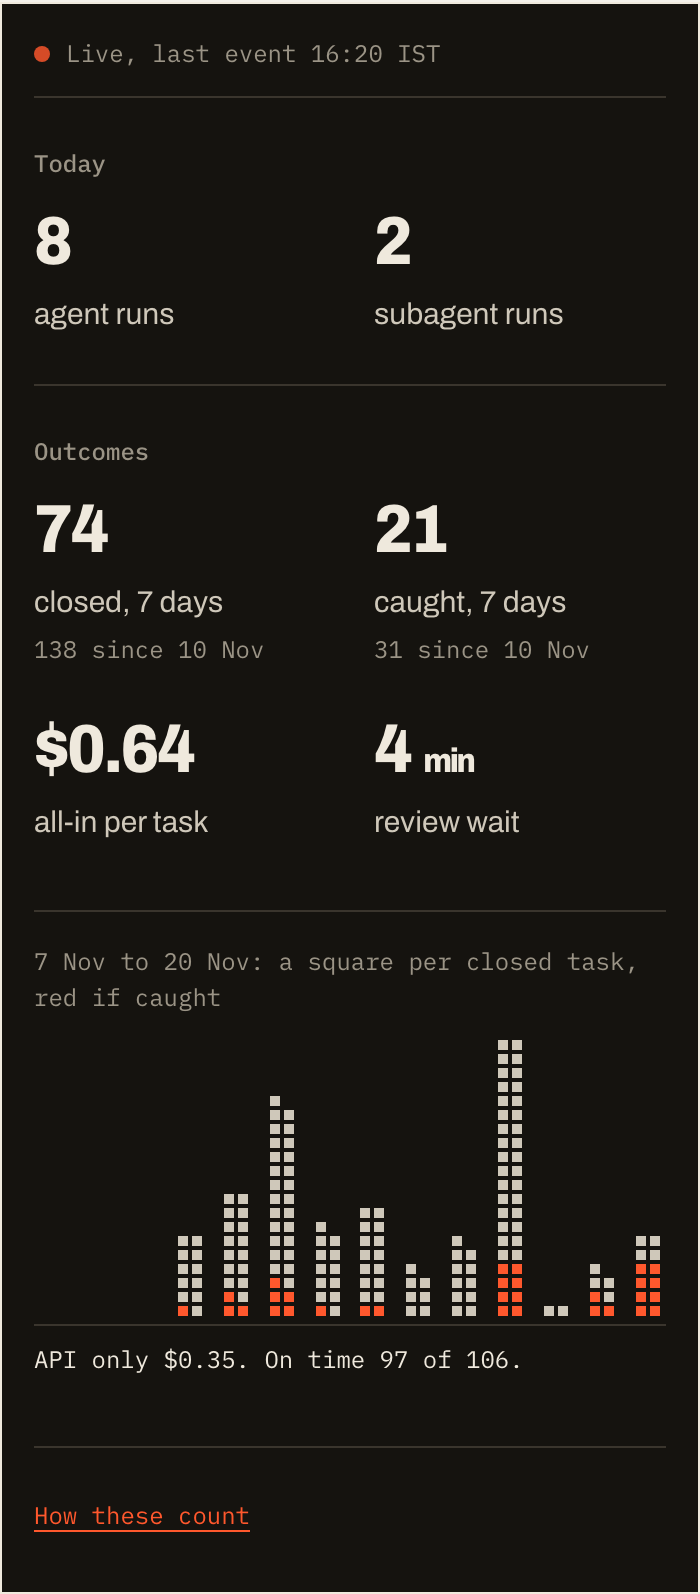 Live, last event 16:20 IST
Today
8
2
agent runs
subagent runs
Outcomes
74
21
closed, 7 days
caught, 7 days
138 since 10 Nov
31 since 10 Nov
$0.64
4 min
all-in per task
review wait
7 Nov to 20 Nov: a square per closed task,
red if caught
API only $0.35. On time 97 of 106.
How these count